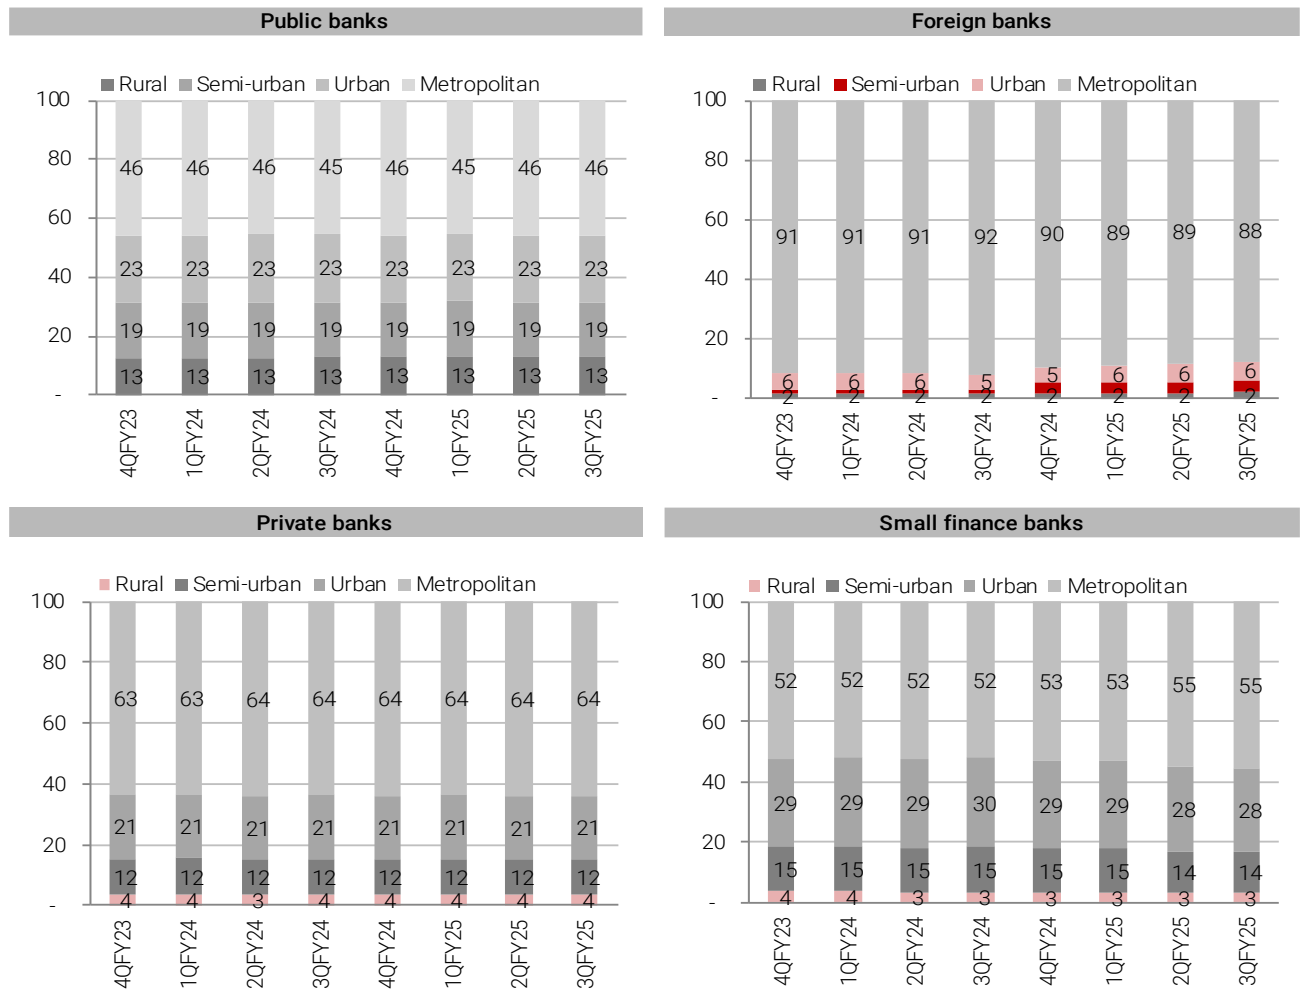 Public banks
Rural Semi-urban Urban Metropolitan
100
80
60
40
20
-
46 46 46 45 46 45 46 46
23 23 23 23 23 23 23 23
19 19 19 19 19 19 19 19
13 13 13 13 13 13 13 13
4QFY23 1QFY24 2QFY24 3QFY24 4QFY24 1QFY25 2QFY25 3QFY25
Foreign banks
Rural Semi-urban Urban Metropolitan
100
80
60
40
20
-
91 91 91 92 90 89 89 88
6 6 6 5 5 6 6 6
2 2 2 2 2 2 2 2
4QFY23 1QFY24 2QFY24 3QFY24 4QFY24 1QFY25 2QFY25 3QFY25
Private banks
Rural Semi-urban Urban Metropolitan
100
80
60
40
20
-
63 63 64 64 64 64 64 64
21 21 21 21 21 21 21 21
12 12 12 12 12 12 12 12
4 4 3 4 4 4 4 4
4QFY23 1QFY24 2QFY24 3QFY24 4QFY24 1QFY25 2QFY25 3QFY25
Small finance banks
Rural Semi-urban Urban Metropolitan
100
80
60
40
20
-
52 52 52 52 53 53 55 55
29 29 29 30 29 29 28 28
15 15 15 15 15 15 14 14
4 4 3 3 3 3 3 3
4QFY23 1QFY24 2QFY24 3QFY24 4QFY24 1QFY25 2QFY25 3QFY25